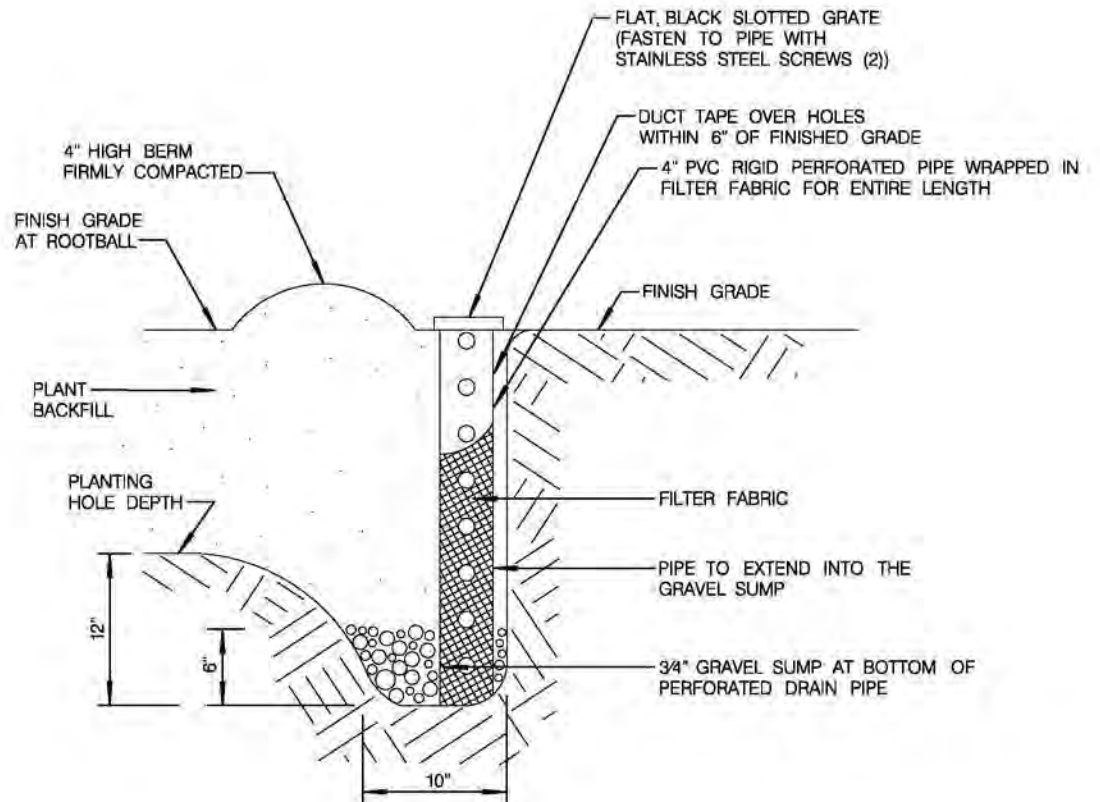 FLAT, BLACK SLOTTED GRATE
(FASTEN TO PIPE WITH
STAINLESS STEEL SCREWS (2))
DUCT TAPE OVER HOLES
WITHIN 6" OF FINISHED GRADE
4" HIGH BERM
FIRMLY COMPACTED
4" PVC RIGID PERFORATED PIPE WRAPPED IN
FILTER FABRIC FOR ENTIRE LENGTH
FINISH GRADE
AT ROOTBALL
FINISH GRADE
PLANT
BACKFILL
PLANTING
HOLE DEPTH
FILTER FABRIC
PIPE TO EXTEND INTO THE
GRAVEL SUMP
12"
6"
3/4" GRAVEL SUMP AT BOTTOM OF
PERFORATED DRAIN PIPE
10"